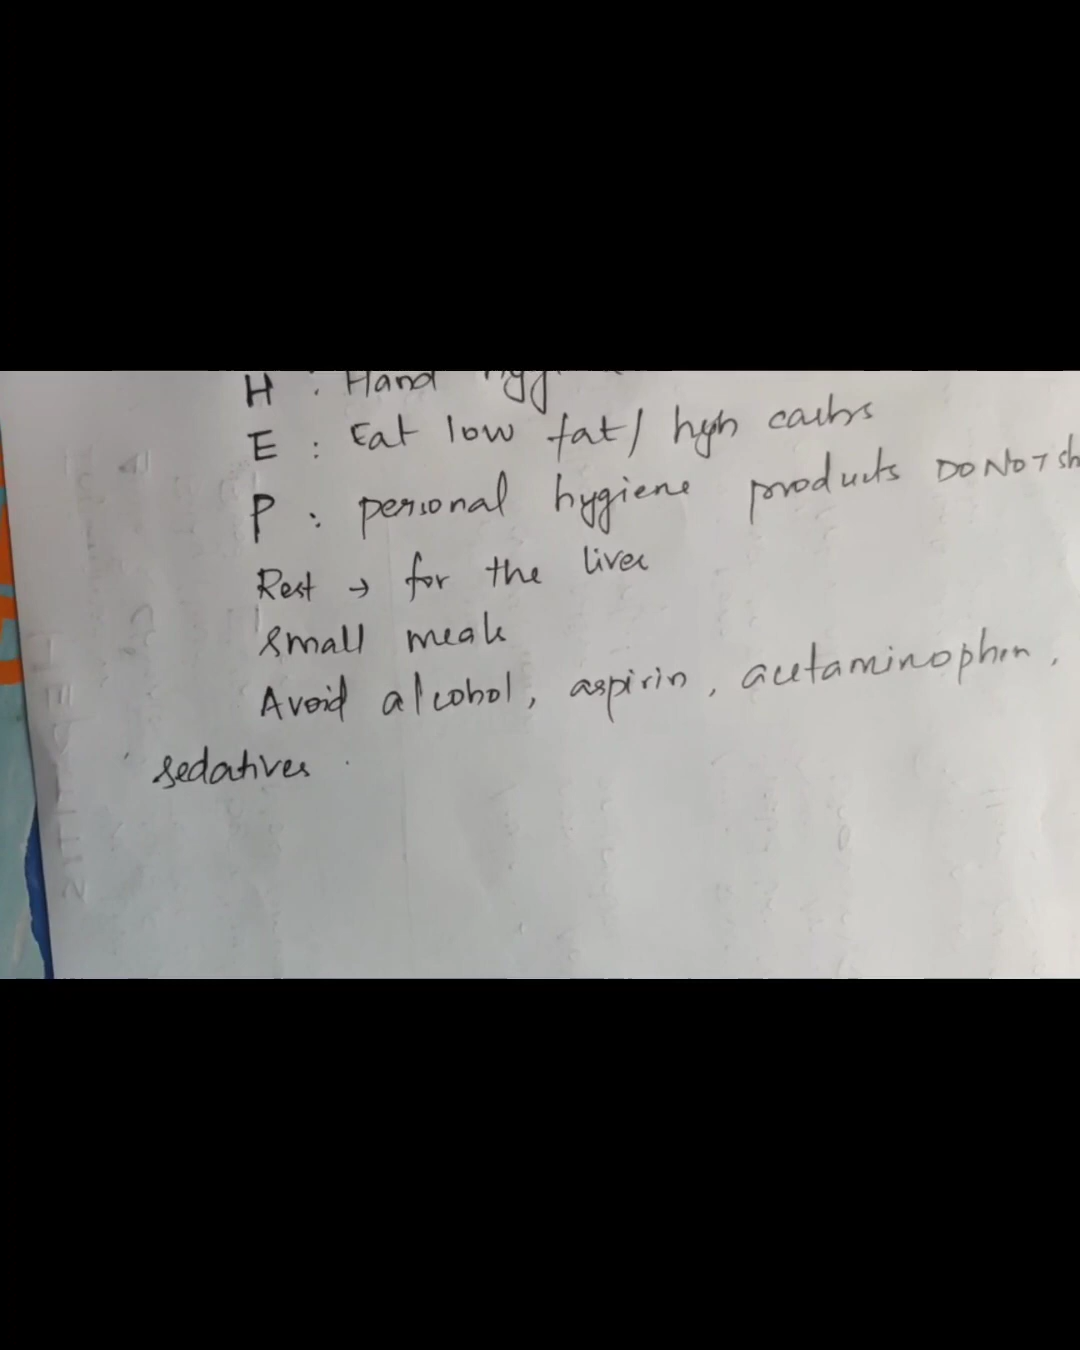 H : Hand
E : Eat low fat/ high carbs
P : personal hygiene products DO NOT sh
Rest → for the liver
Small meals
Avoid alcohol, aspirin, acetaminophen,
sedatives.